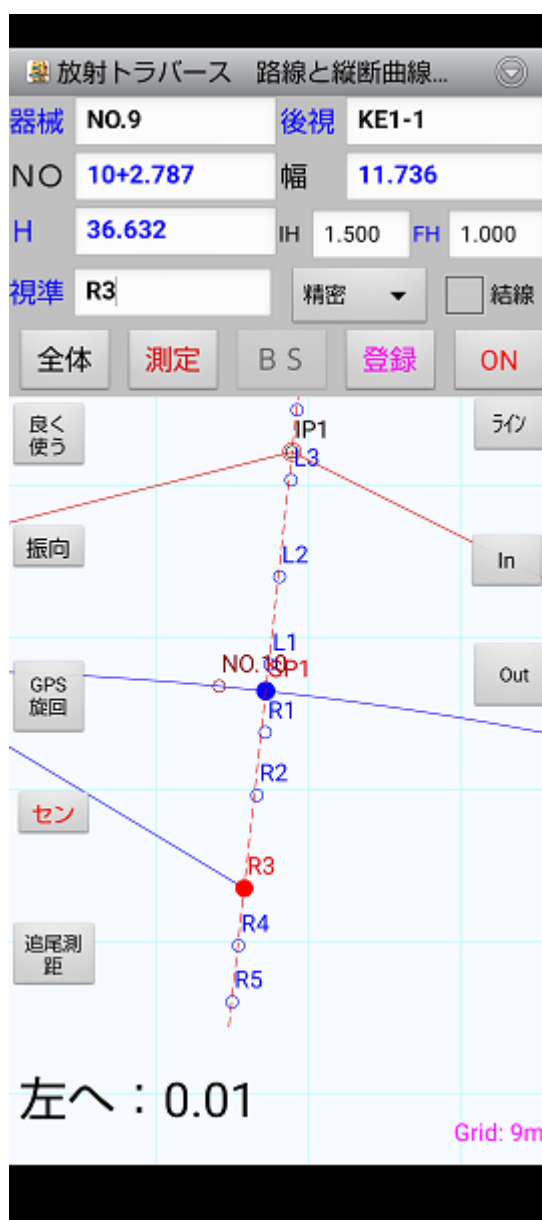 放射トラバース 路線と縦断曲線...
器械 NO.9 後視 KE1-1
NO 10+2.787 幅 11.736
H 36.632 IH 1.500 FH 1.000
視準 R3 精密 結線
全体 測定 BS 登録 ON
良く
使う
ライン
IP1
L3
振向
L2
In
L1
NO.10
SP1
GPS
旋回
Out
R1
R2
セン
R3
R4
追尾測
距
R5
左へ:0.01
Grid: 9m